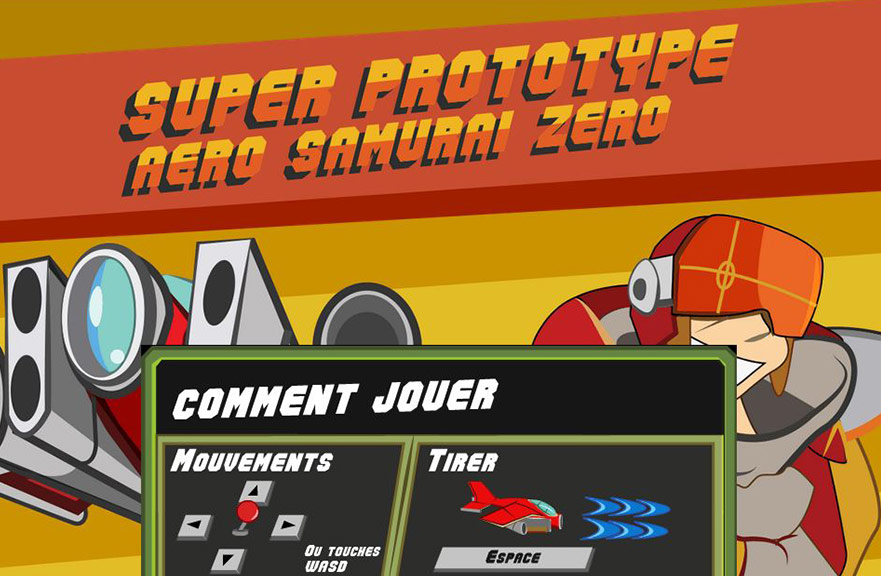 SUPER PROTOTYPE
AERO SAMURAI ZERO
COMMENT JOUER
MOUVEMENTS
OU TOUCHES
WASD
TIRER
ESPACE